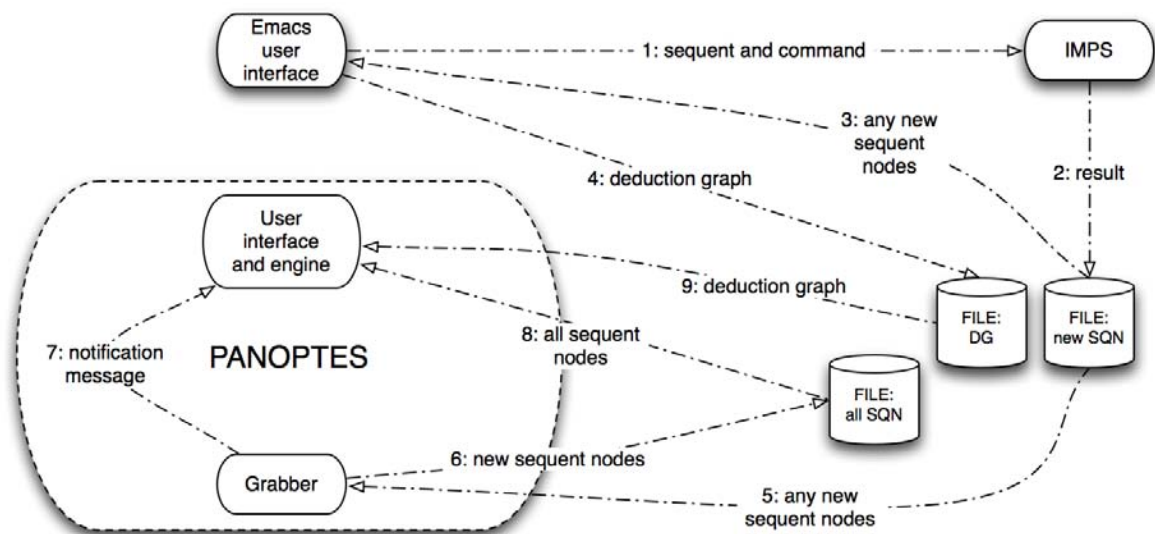 Emacs
user
interface
1: sequent and command
IMPS
3: any new
sequent
nodes
2: result
4: deduction graph
User
interface
and engine
9: deduction graph
FILE:
DG
FILE:
new SQN
8: all sequent
nodes
7: notification
message
PANOPTES
FILE:
all SQN
6: new sequent nodes
Grabber
5: any new
sequent nodes